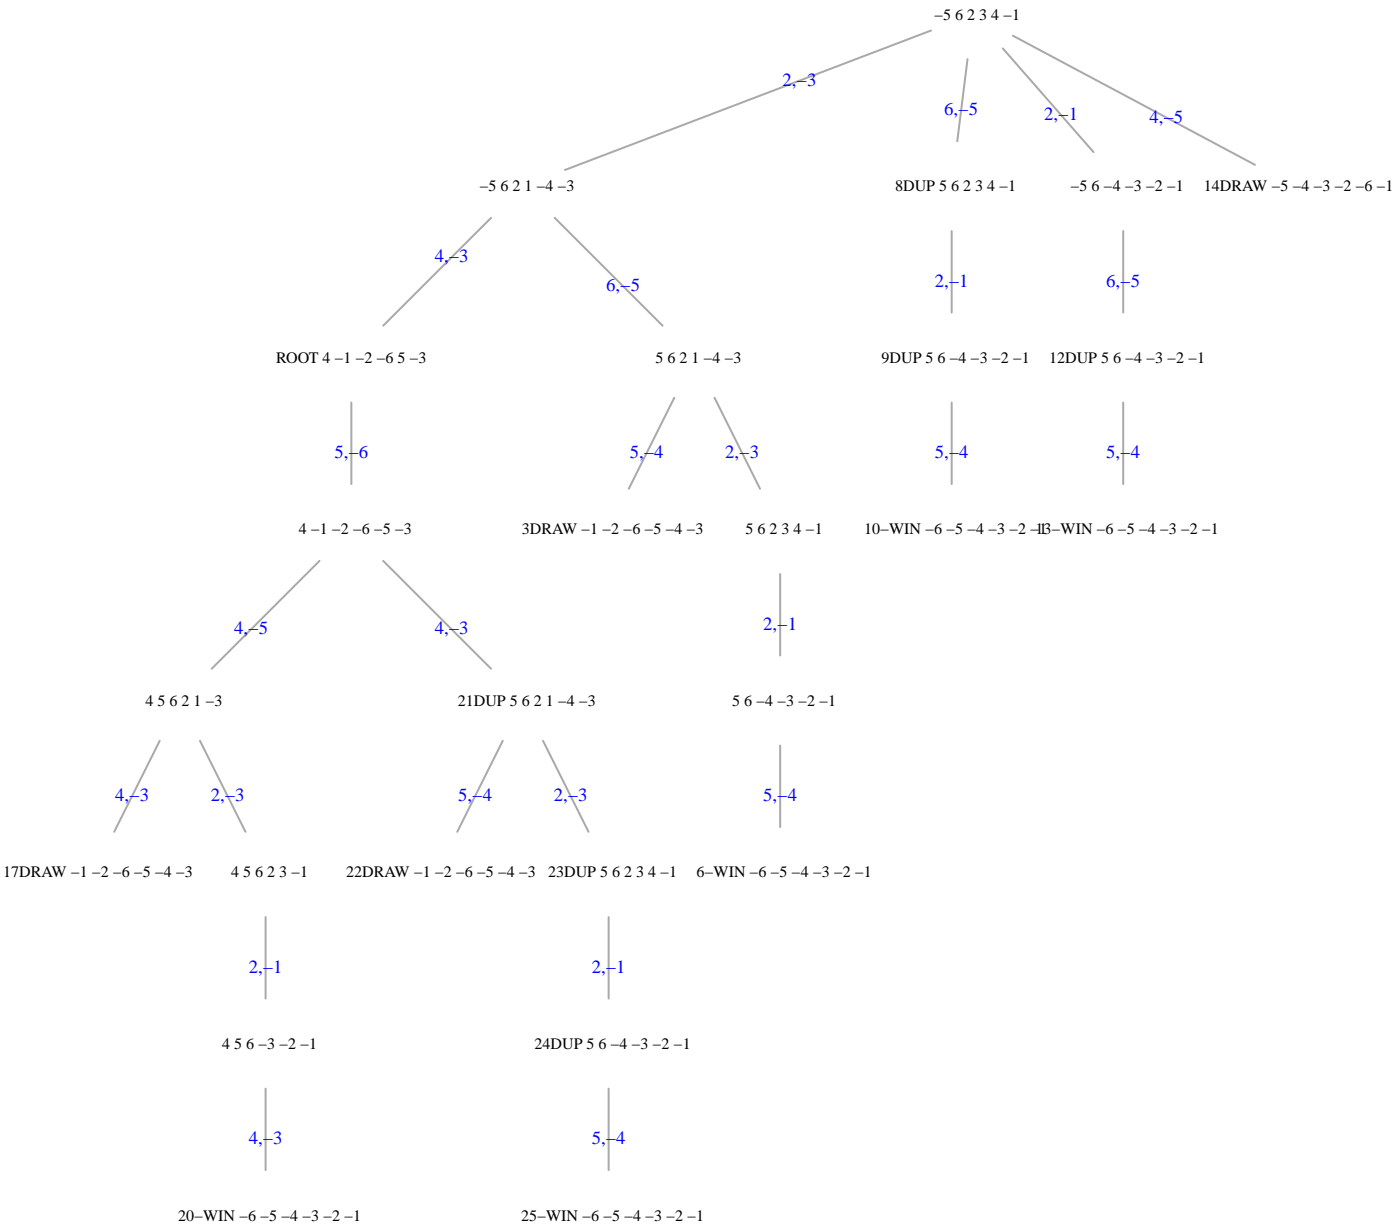 –5 6 2 3 4 –1
2,–3
6,–5
2,–1
4,–5
–5 6 2 1 –4 –3
8DUP 5 6 2 3 4 –1
–5 6 –4 –3 –2 –1
14DRAW –5 –4 –3 –2 –6 –1
4,–3
6,–5
2,–1
6,–5
ROOT 4 –1 –2 –6 5 –3
5 6 2 1 –4 –3
9DUP 5 6 –4 –3 –2 –1
12DUP 5 6 –4 –3 –2 –1
5,–6
5,–4
2,–3
5,–4
5,–4
4 –1 –2 –6 –5 –3
3DRAW –1 –2 –6 –5 –4 –3
5 6 2 3 4 –1
10–WIN –6 –5 –4 –3 –2 –1
13–WIN –6 –5 –4 –3 –2 –1
4,–5
4,–3
2,–1
4 5 6 2 1 –3
21DUP 5 6 2 1 –4 –3
5 6 –4 –3 –2 –1
4,–3
2,–3
5,–4
2,–3
5,–4
17DRAW –1 –2 –6 –5 –4 –3
4 5 6 2 3 –1
22DRAW –1 –2 –6 –5 –4 –3
23DUP 5 6 2 3 4 –1
6–WIN –6 –5 –4 –3 –2 –1
2,–1
2,–1
4 5 6 –3 –2 –1
24DUP 5 6 –4 –3 –2 –1
4,–3
5,–4
20–WIN –6 –5 –4 –3 –2 –1
25–WIN –6 –5 –4 –3 –2 –1